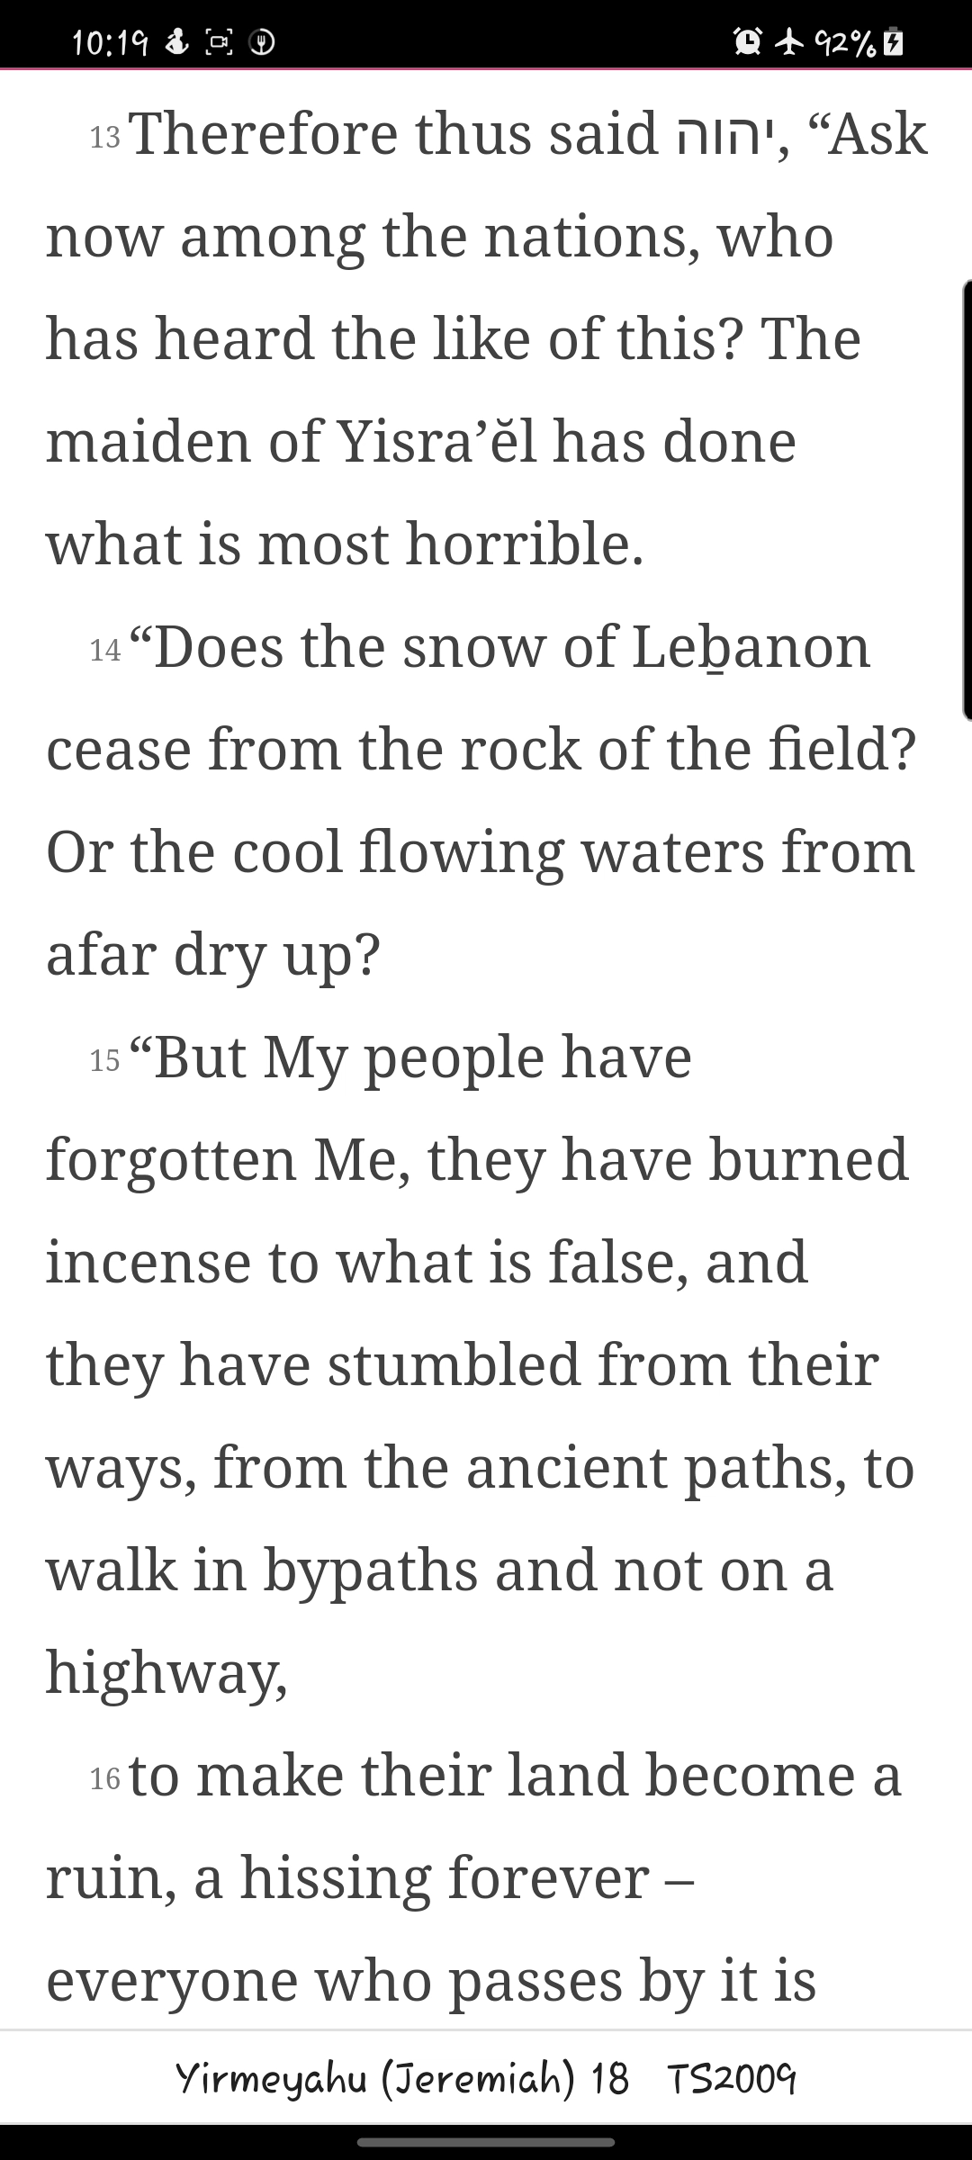 10:19 92%
13 Therefore thus said יהוה, “Ask
now among the nations, who
has heard the like of this? The
maiden of Yisra’ĕl has done
what is most horrible.
14 “Does the snow of Leḇanon
cease from the rock of the field?
Or the cool flowing waters from
afar dry up?
15 “But My people have
forgotten Me, they have burned
incense to what is false, and
they have stumbled from their
ways, from the ancient paths, to
walk in bypaths and not on a
highway,
16 to make their land become a
ruin, a hissing forever –
everyone who passes by it is
Yirmeyahu (Jeremiah) 18 TS2009